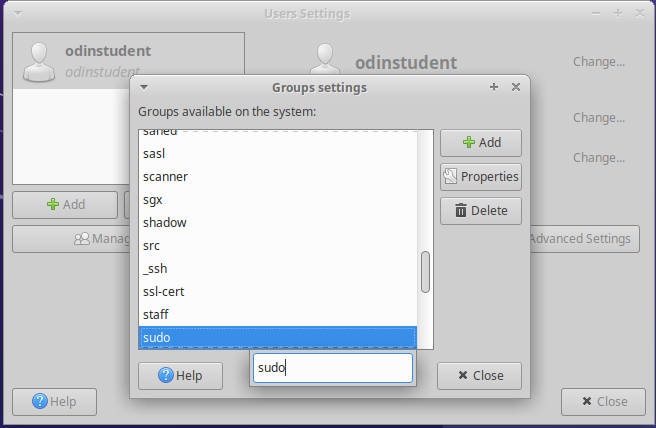 Users Settings
odinstudent
odinstudent
odinstudent
Change...
Change...
Change...
Add
Advanced Settings
Help
Close
Groups settings
Groups available on the system:
saned
sasl
scanner
sgx
shadow
src
_ssh
ssl-cert
staff
sudo
Add
Properties
Delete
sudo
Help
Close